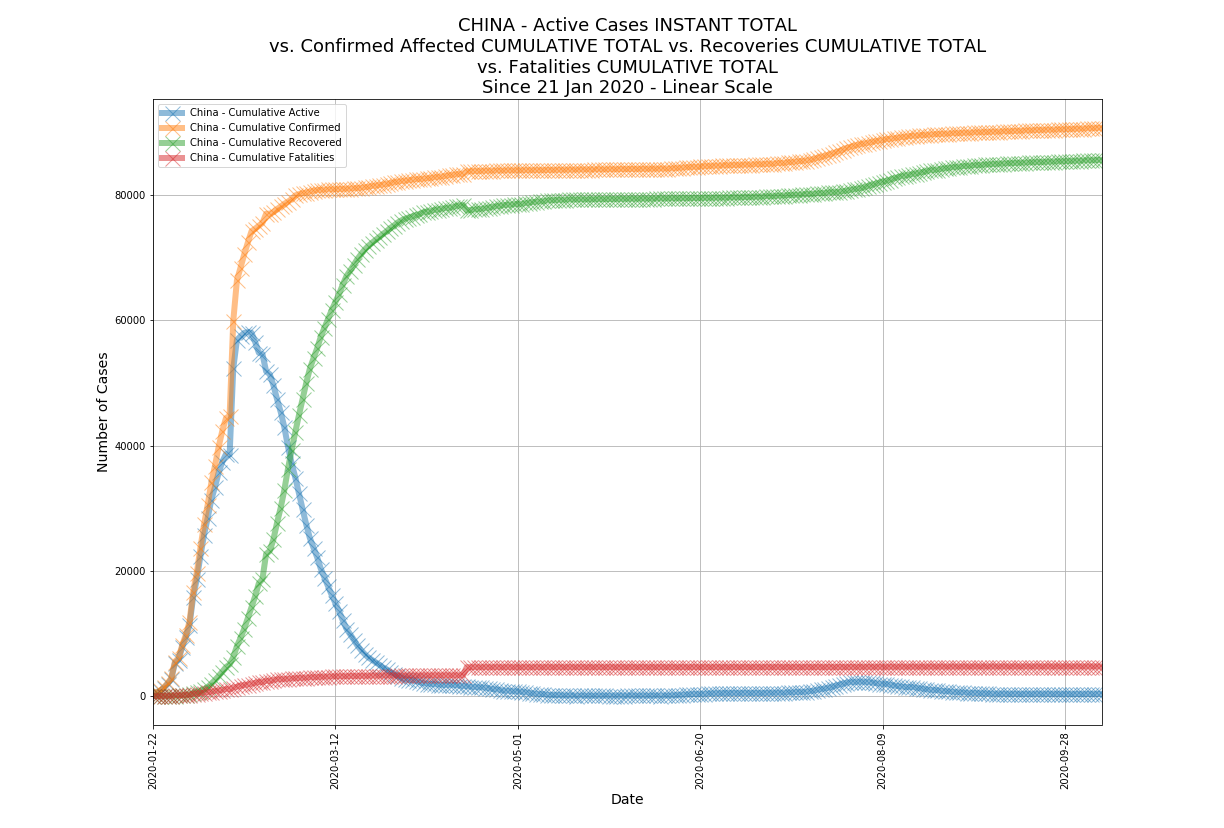 CHINA - Active Cases INSTANT TOTAL
vs. Confirmed Affected CUMULATIVE TOTAL vs. Recoveries CUMULATIVE TOTAL
vs. Fatalities CUMULATIVE TOTAL
Since 21 Jan 2020 - Linear Scale
China - Cumulative Active
China - Cumulative Confirmed
China - Cumulative Recovered
China - Cumulative Fatalities
Number of Cases
80000
60000
40000
20000
0
2020-01-22
2020-03-12
2020-05-01
2020-06-20
2020-08-09
2020-09-28
Date